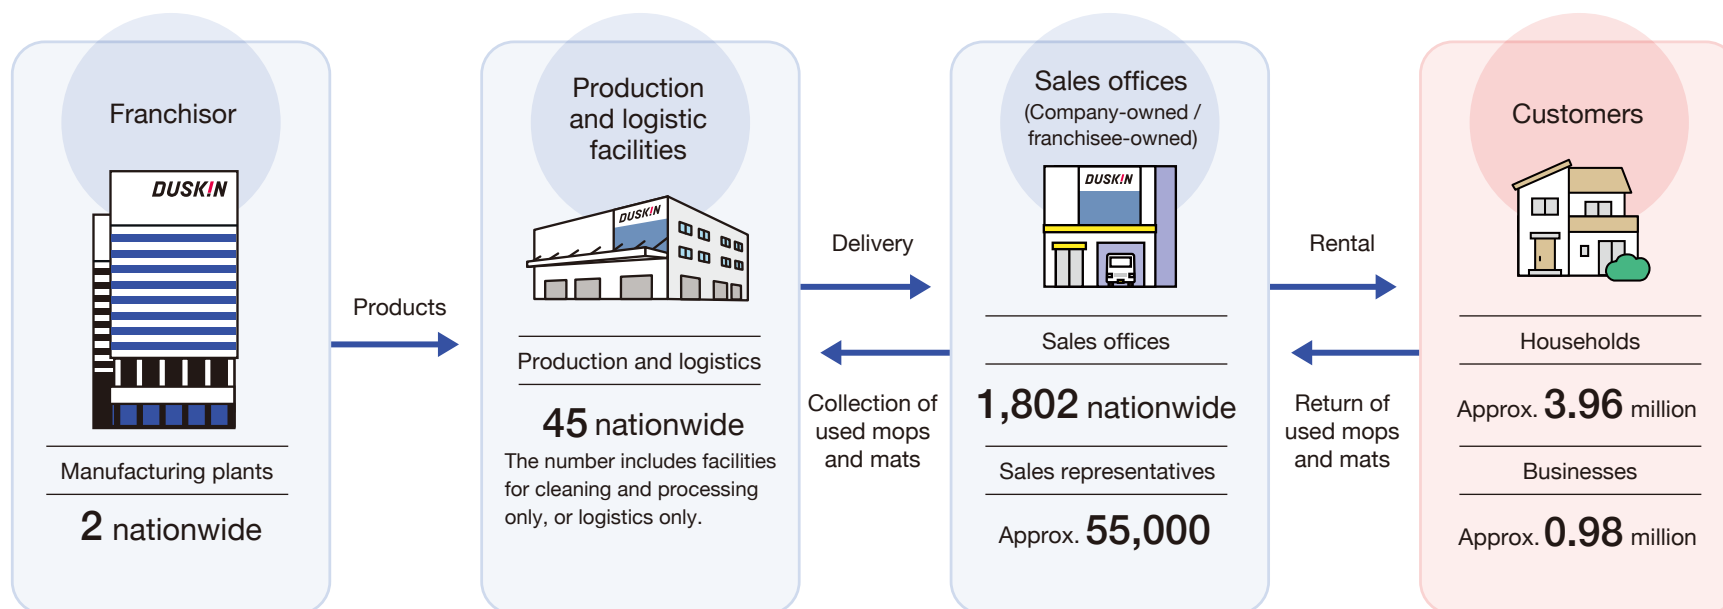 Franchisor
DUSKIN
Manufacturing plants
2 nationwide
Products
Production
and logistic
facilities
DUSKIN
Production and logistics
45 nationwide
The number includes facilities
for cleaning and processing
only, or logistics only.
Delivery
Collection of
used mops
and mats
Sales offices
(Company-owned /
franchisee-owned)
DUSKIN
Sales offices
1,802 nationwide
Sales representatives
Approx. 55,000
Rental
Return of
used mops
and mats
Customers
Households
Approx. 3.96 million
Businesses
Approx. 0.98 million